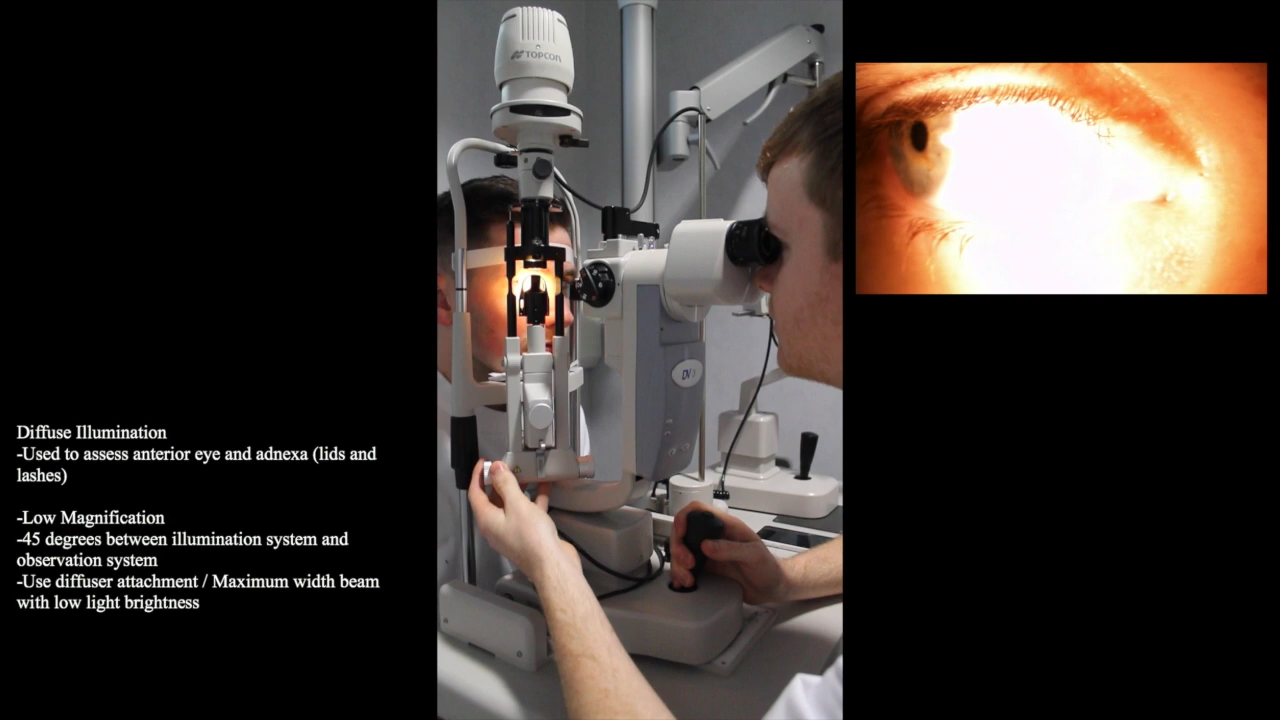 TOPCON
DV-3
Diffuse Illumination
-Used to assess anterior eye and adnexa (lids and
lashes)
-Low Magnification
-45 degrees between illumination system and
observation system
-Use diffuser attachment / Maximum width beam
with low light brightness